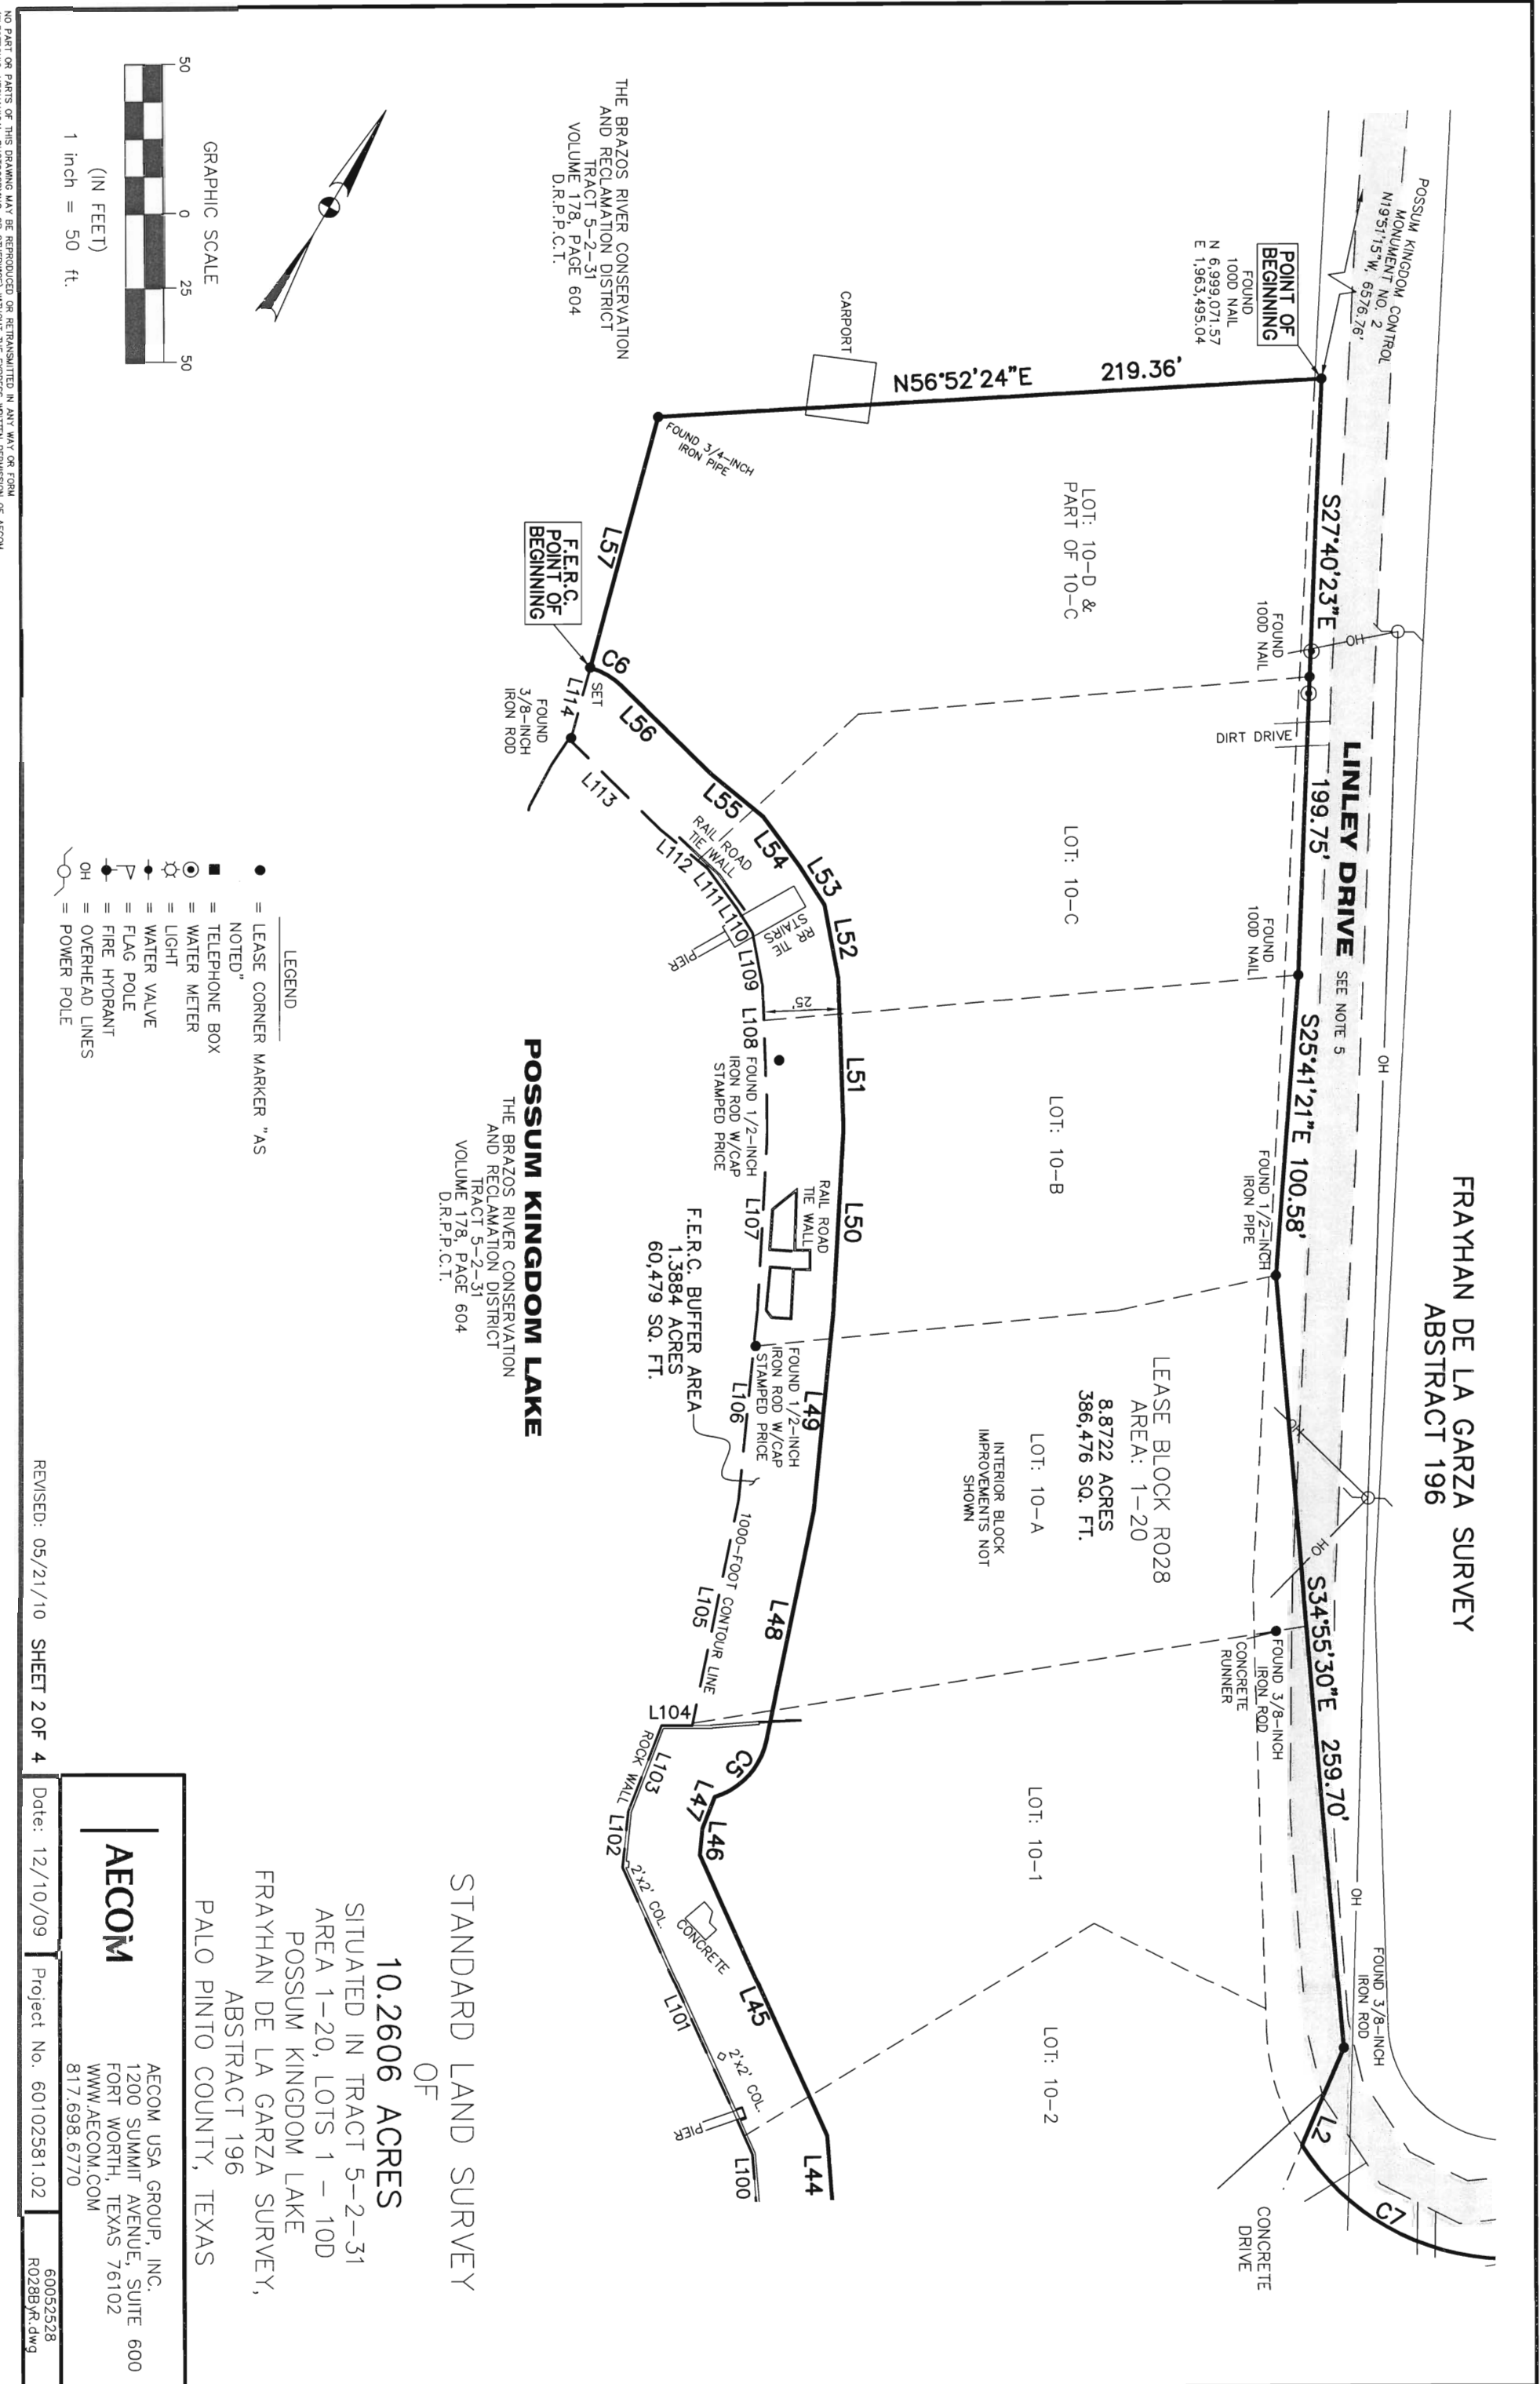 FRAYHAN DE LA GARZA SURVEY
ABSTRACT 196
POSSUM KINGDOM CONTROL
MONUMENT NO. 2
N19°51'15"W, 6576.76'
POINT OF
BEGINNING
FOUND
100D NAIL
N 6,999,071.57
E 1,963,495.04
S27°40'23"E
199.75'
LINLEY DRIVE SEE NOTE 5
OH
OH
OH
OH
OH
FOUND
100D NAIL
DIRT DRIVE
FOUND
100D NAIL
S25°41'21"E 100.58'
FOUND 1/2-INCH
IRON PIPE
S34°55'30"E 259.70'
FOUND 3/8-INCH
IRON ROD
CONCRETE
RUNNER
FOUND 3/8-INCH
IRON ROD
L2
C7
CONCRETE
DRIVE
N56°52'24"E 219.36'
CARPORT
FOUND 3/4-INCH
IRON PIPE
LOT: 10-D &
PART OF 10-C
LOT: 10-C
LOT: 10-B
LEASE BLOCK R028
AREA: 1-20
8.8722 ACRES
386,476 SQ. FT.
LOT: 10-A
INTERIOR BLOCK
IMPROVEMENTS NOT
SHOWN
LOT: 10-1
LOT: 10-2
THE BRAZOS RIVER CONSERVATION
AND RECLAMATION DISTRICT
TRACT 5-2-31
VOLUME 178, PAGE 604
D.R.P.P.C.T.
L57
F.E.R.C.
POINT OF
BEGINNING
C6
SET
L114
FOUND
3/8-INCH
IRON ROD
L56
L55
L54
L53
L52
L51
L50
L49
L48
C5
L47
L46
L45
L44
L113
RAIL ROAD
TIE WALL
L112
L111
L110
RR TIE
STAIRS
PIER
L109
25'
L108
FOUND 1/2-INCH
IRON ROD W/CAP
STAMPED PRICE
RAIL ROAD
TIE WALL
L107
FOUND 1/2-INCH
IRON ROD W/CAP
STAMPED PRICE
L106
F.E.R.C. BUFFER AREA
1.3884 ACRES
60,479 SQ. FT.
1000-FOOT CONTOUR LINE
L105
L104
L103
ROCK WALL
L102
2'x2' COL.
CONCRETE
L101
2'x2' COL.
PIER
L100
POSSUM KINGDOM LAKE
THE BRAZOS RIVER CONSERVATION
AND RECLAMATION DISTRICT
TRACT 5-2-31
VOLUME 178, PAGE 604
D.R.P.P.C.T.
GRAPHIC SCALE
50 0 25 50
(IN FEET)
1 inch = 50 ft.
LEGEND
= LEASE CORNER MARKER "AS
NOTED"
= TELEPHONE BOX
= WATER METER
= LIGHT
= WATER VALVE
= FLAG POLE
= FIRE HYDRANT
OH = OVERHEAD LINES
= POWER POLE
STANDARD LAND SURVEY
OF
10.2606 ACRES
SITUATED IN TRACT 5-2-31
AREA 1-20, LOTS 1 - 10D
POSSUM KINGDOM LAKE
FRAYHAN DE LA GARZA SURVEY,
ABSTRACT 196
PALO PINTO COUNTY, TEXAS
AECOM
AECOM USA GROUP, INC.
1200 SUMMIT AVENUE, SUITE 600
FORT WORTH, TEXAS 76102
WWW.AECOM.COM
817.698.6770
REVISED: 05/21/10 SHEET 2 OF 4
Date: 12/10/09
Project No. 60102581.02
60052528
R028ByR.dwg
NO PART OR PARTS OF THIS DRAWING MAY BE REPRODUCED OR RETRANSMITTED IN ANY WAY OR FORM